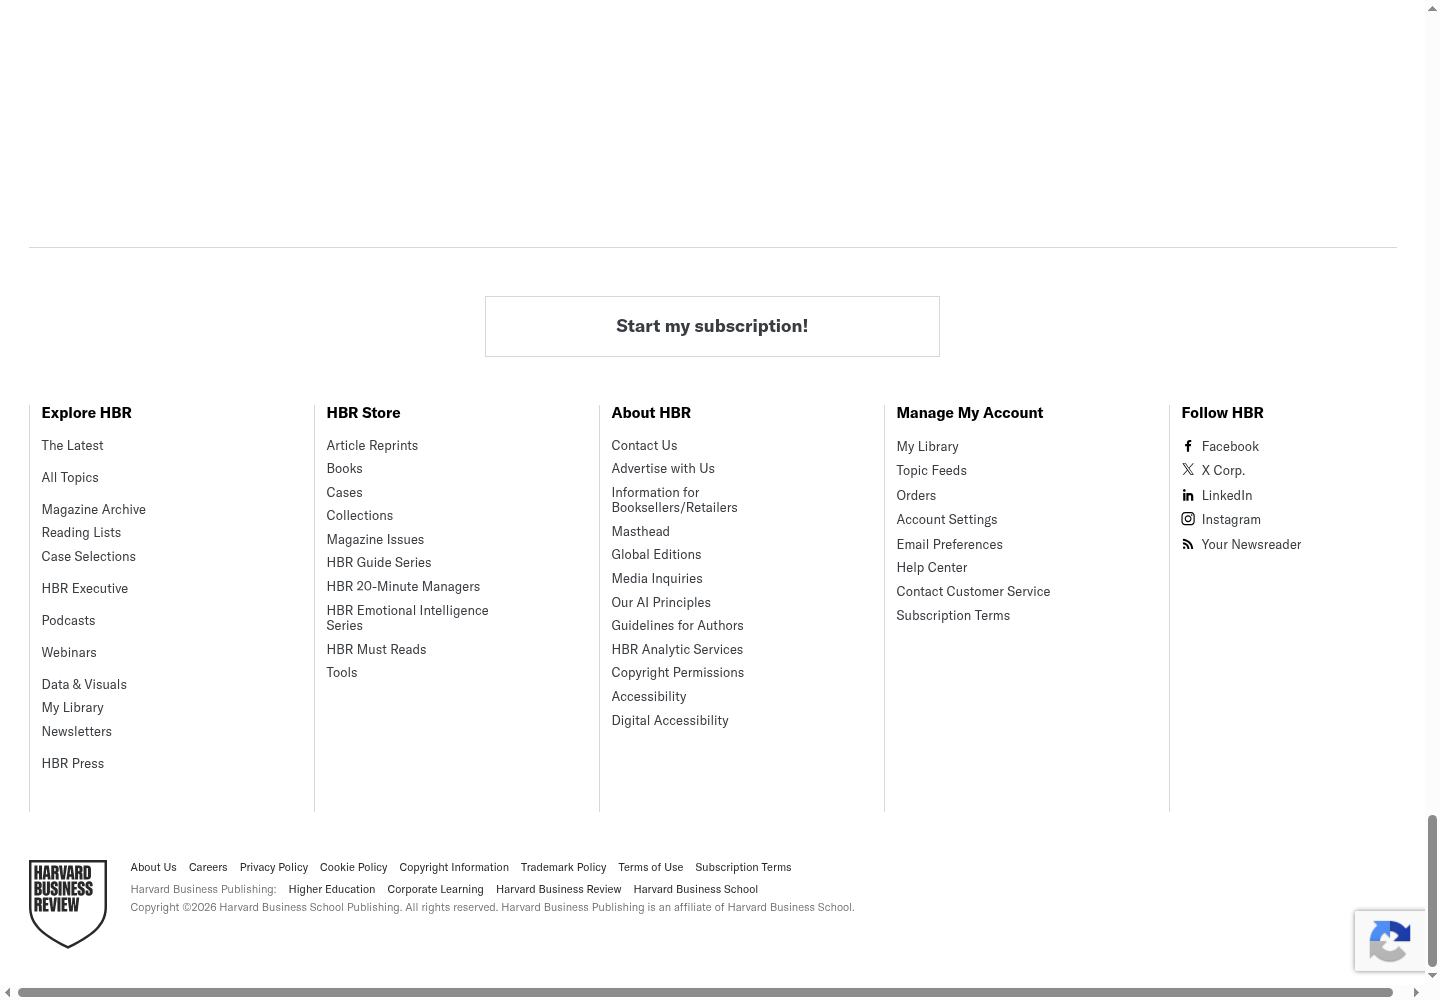 Start my subscription!
Explore HBR
The Latest
All Topics
Magazine Archive
Reading Lists
Case Selections
HBR Executive
Podcasts
Webinars
Data & Visuals
My Library
Newsletters
HBR Press
HBR Store
Article Reprints
Books
Cases
Collections
Magazine Issues
HBR Guide Series
HBR 20-Minute Managers
HBR Emotional Intelligence
Series
HBR Must Reads
Tools
About HBR
Contact Us
Advertise with Us
Information for
Booksellers/Retailers
Masthead
Global Editions
Media Inquiries
Our AI Principles
Guidelines for Authors
HBR Analytic Services
Copyright Permissions
Accessibility
Digital Accessibility
Manage My Account
My Library
Topic Feeds
Orders
Account Settings
Email Preferences
Help Center
Contact Customer Service
Subscription Terms
Follow HBR
Facebook
X Corp.
LinkedIn
Instagram
Your Newsreader
HARVARD
BUSINESS
REVIEW
About Us Careers Privacy Policy Cookie Policy Copyright Information Trademark Policy Terms of Use Subscription Terms
Harvard Business Publishing: Higher Education Corporate Learning Harvard Business Review Harvard Business School
Copyright ©2026 Harvard Business School Publishing. All rights reserved. Harvard Business Publishing is an affiliate of Harvard Business School.